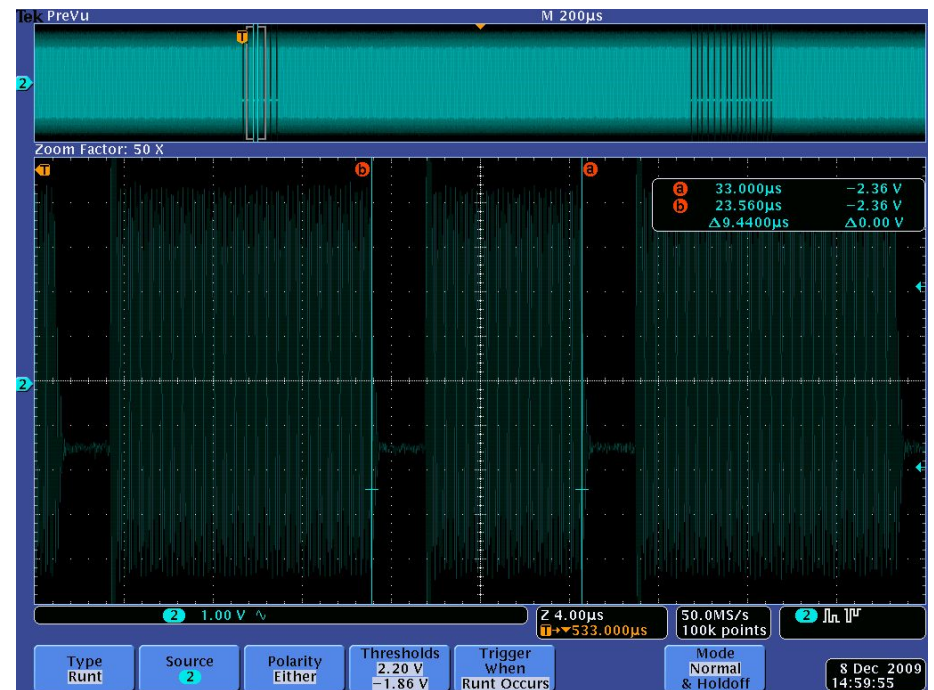 Tek PreVu M 200µs
T
2
Zoom Factor: 50 X
T b a
a 33.000µs −2.36 V
b 23.560µs −2.36 V
Δ9.4400µs Δ0.00 V
2
2 1.00 V
Z 4.00µs
T→▼533.000µs
50.0MS/s
100k points
2
Type
Runt
Source
2
Polarity
Either
Thresholds
2.20 V
−1.86 V
Trigger
When
Runt Occurs
Mode
Normal
& Holdoff
8 Dec 2009
14:59:55